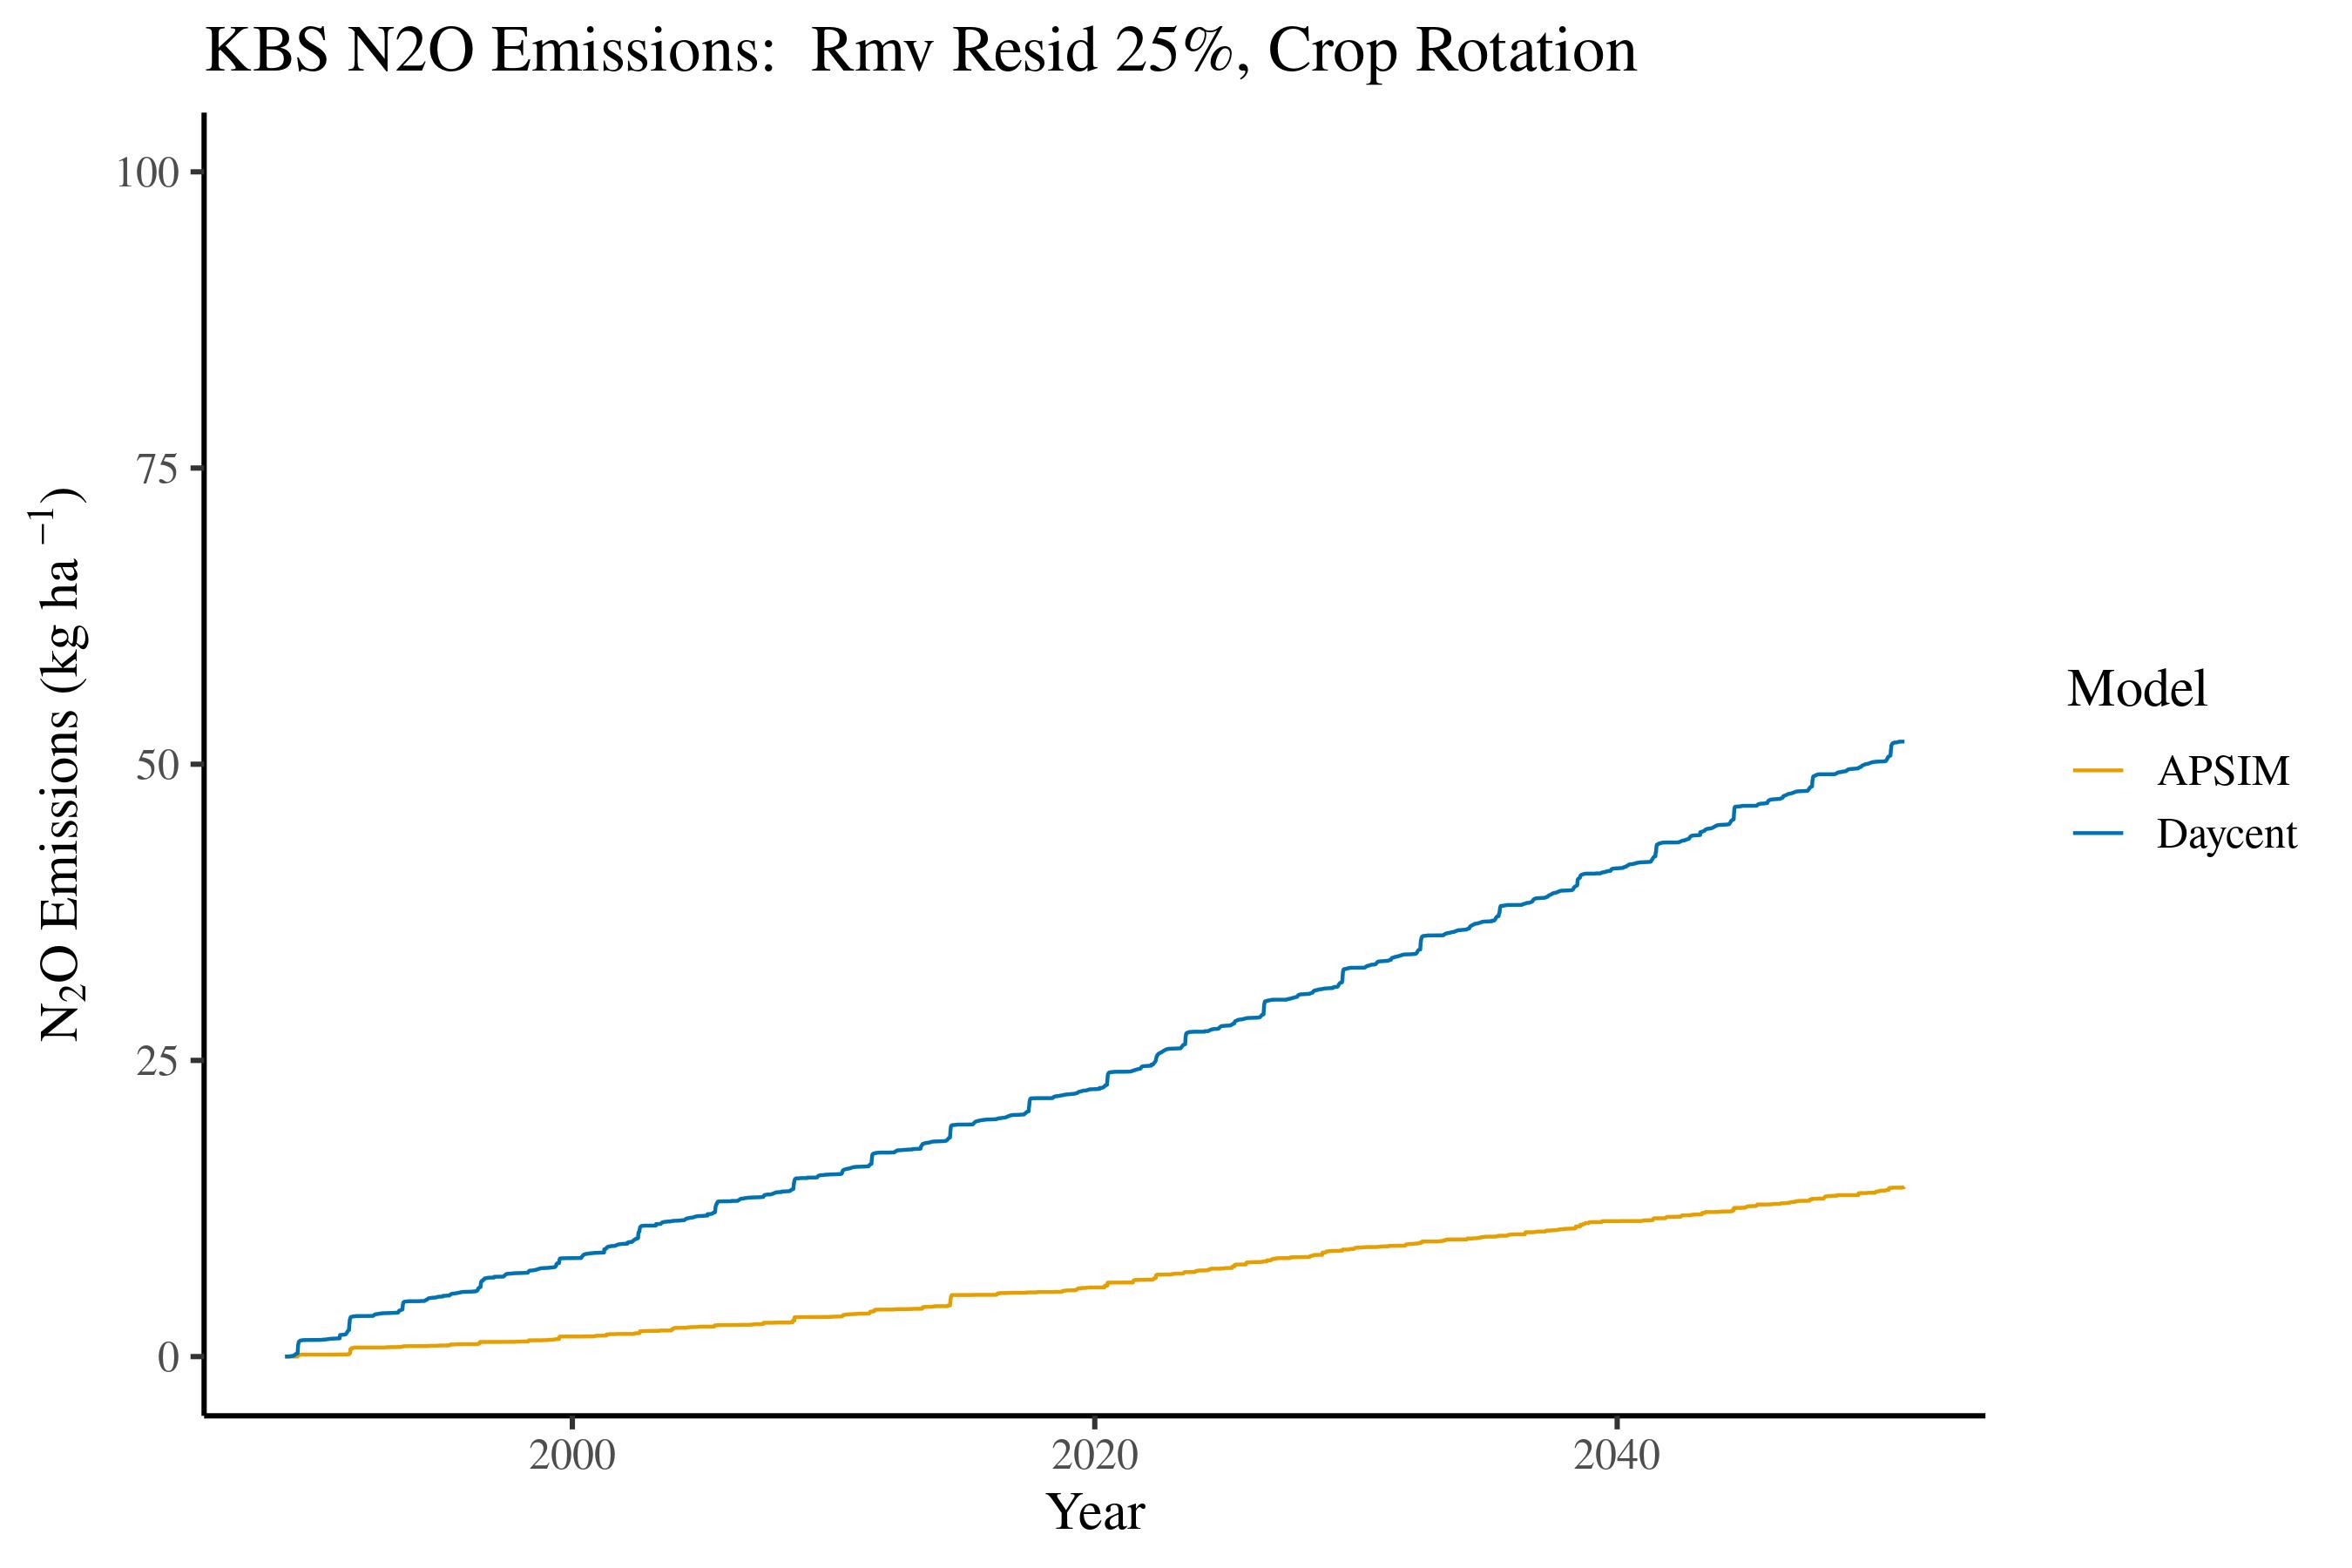 KBS N2O Emissions:  Rmv Resid 25%, Crop Rotation
100
75
50
25
0
N₂O Emissions (kg ha ⁻¹)
2000
2020
2040
Year
Model
APSIM
Daycent